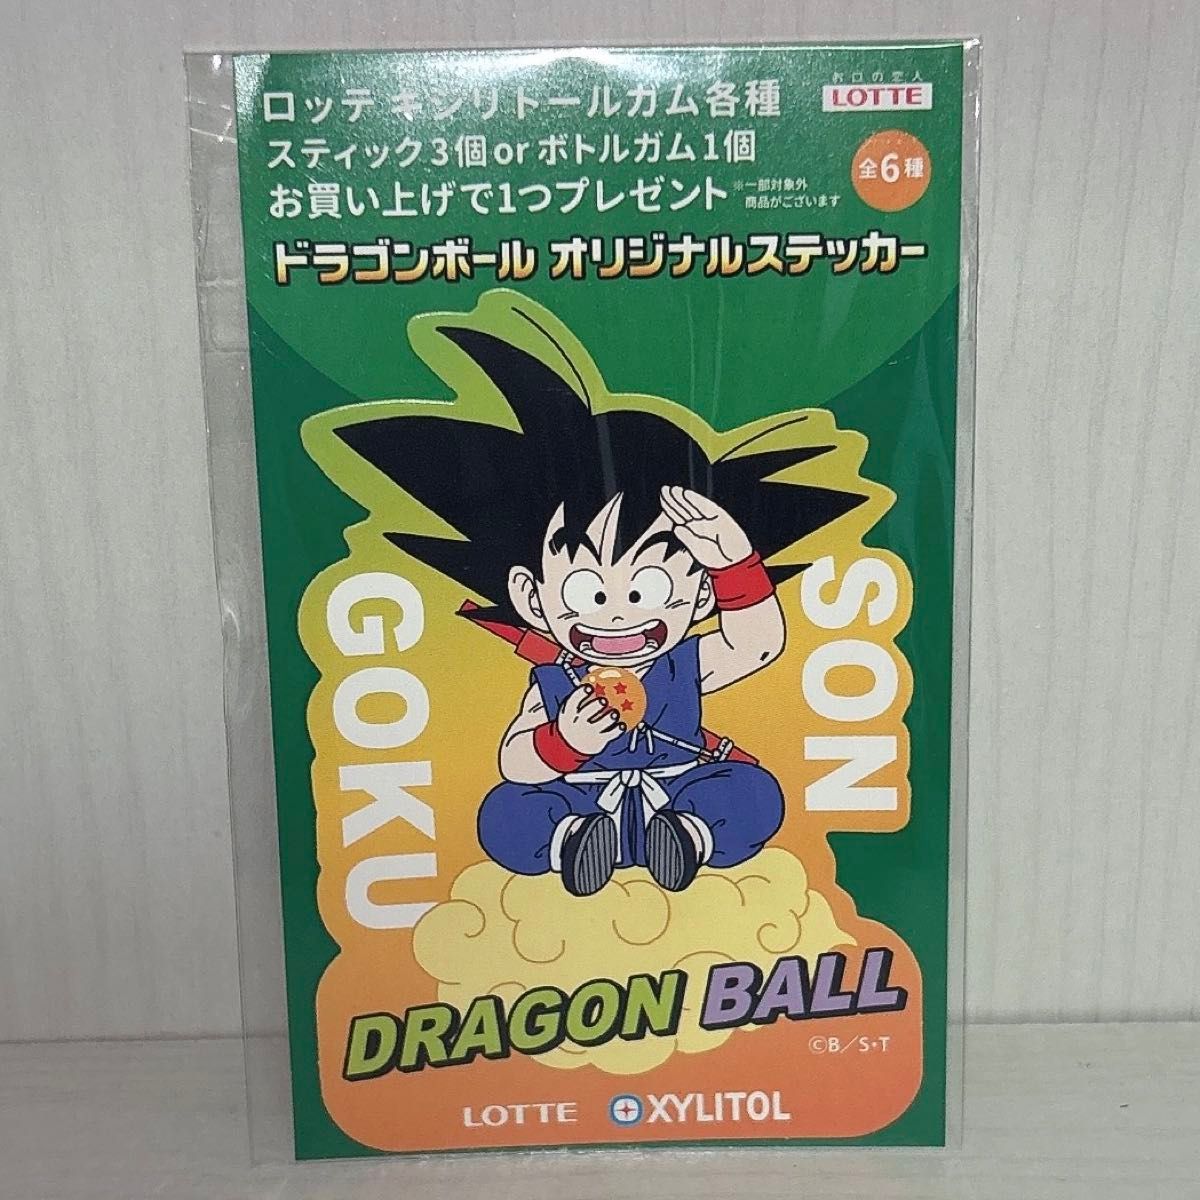 お口の恋人
LOTTE
ロッテ キシリトールガム各種
スティック3個 or ボトルガム1個
お買い上げで1つプレゼント
※一部対象外
商品がございます
全6種
ドラゴンボール オリジナルステッカー
SON
GOKU
DRAGON BALL
©B/S・T
LOTTE XYLITOL